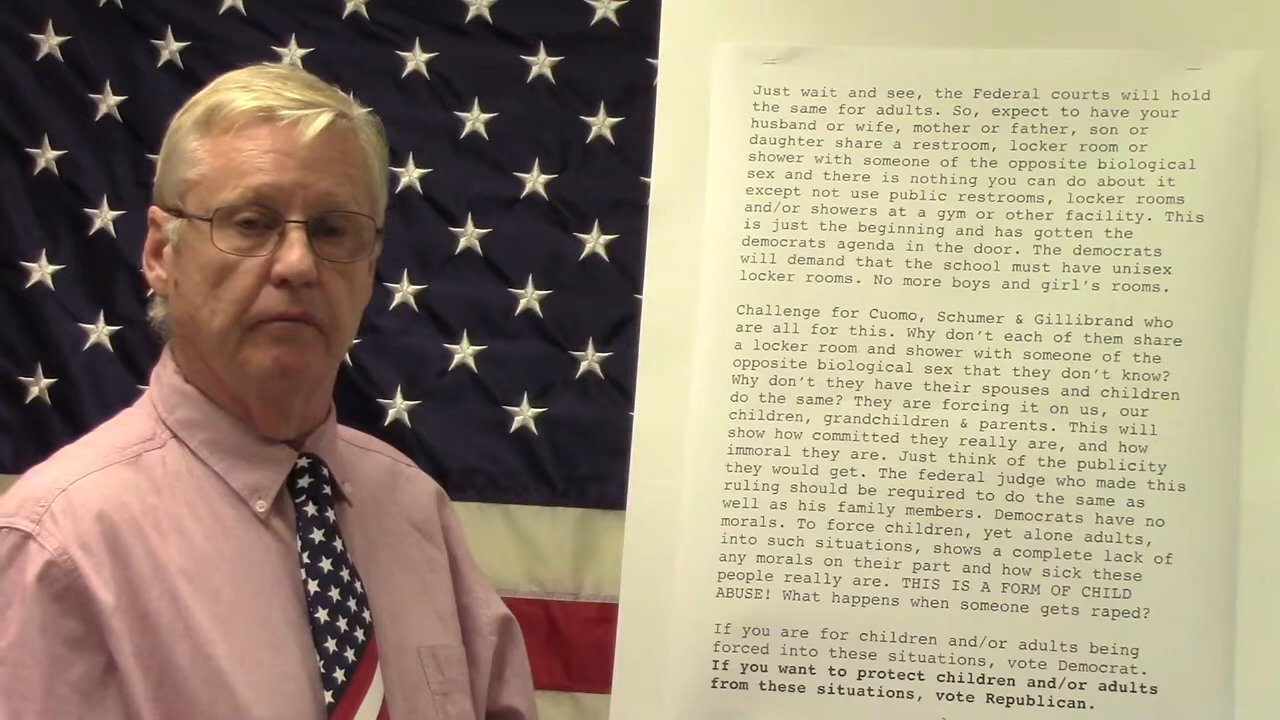 Just wait and see, the Federal courts will hold
the same for adults. So, expect to have your
husband or wife, mother or father, son or
daughter share a restroom, locker room or
shower with someone of the opposite biological
sex and there is nothing you can do about it
except not use public restrooms, locker rooms
and/or showers at a gym or other facility. This
is just the beginning and has gotten the
democrats agenda in the door. The democrats
will demand that the school must have unisex
locker rooms. No more boys and girl's rooms.
Challenge for Cuomo, Schumer & Gillibrand who
are all for this. Why don't each of them share
a locker room and shower with someone of the
opposite biological sex that they don't know?
Why don't they have their spouses and children
do the same? They are forcing it on us, our
children, grandchildren & parents. This will
show how committed they really are, and how
immoral they are. Just think of the publicity
they would get. The federal judge who made this
ruling should be required to do the same as
well as his family members. Democrats have no
morals. To force children, yet alone adults,
into such situations, shows a complete lack of
any morals on their part and how sick these
people really are. THIS IS A FORM OF CHILD
ABUSE! What happens when someone gets raped?
If you are for children and/or adults being
forced into these situations, vote Democrat.
If you want to protect children and/or adults
from these situations, vote Republican.